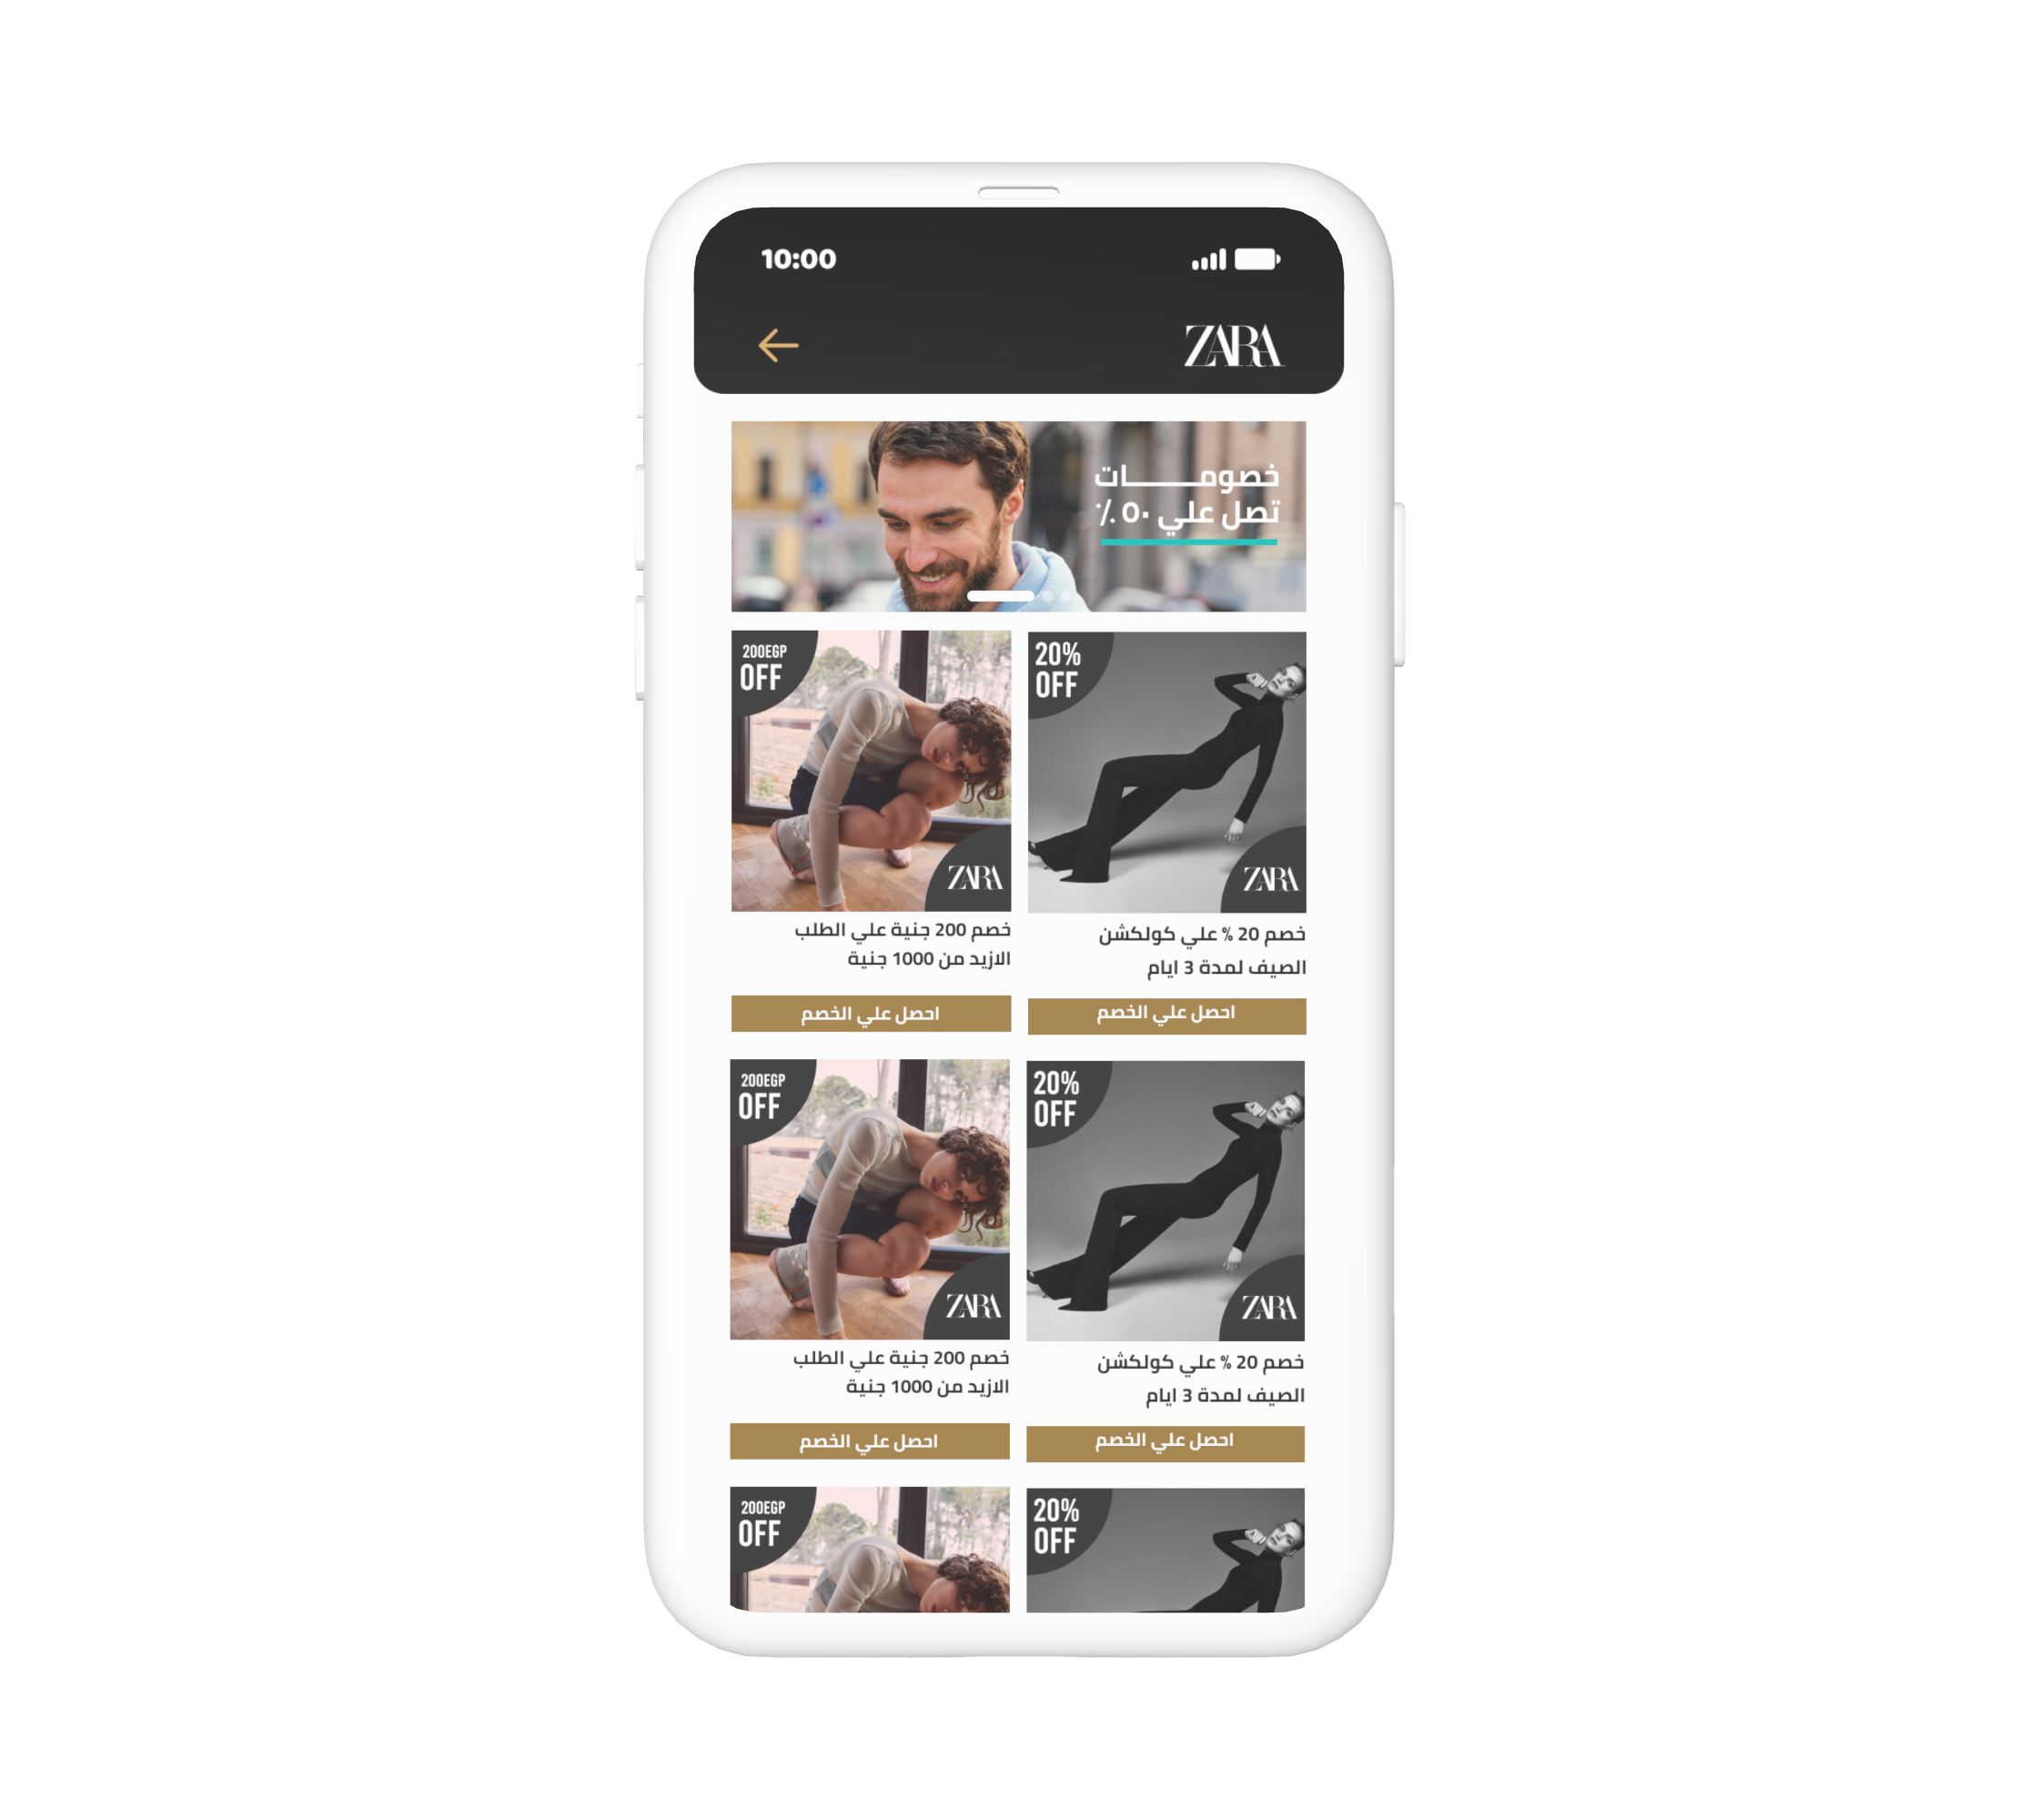 10:00
ZARA
خصومـــــــات
تصل علي ٥٠ ٪
20%
OFF
ZARA
خصم 20 % علي كولكشن
الصيف لمدة 3 ايام
احصل علي الخصم
200EGP
OFF
ZARA
خصم 200 جنية علي الطلب
الازيد من 1000 جنية
احصل علي الخصم
20%
OFF
ZARA
خصم 20 % علي كولكشن
الصيف لمدة 3 ايام
احصل علي الخصم
200EGP
OFF
ZARA
خصم 200 جنية علي الطلب
الازيد من 1000 جنية
احصل علي الخصم
20%
OFF
200EGP
OFF